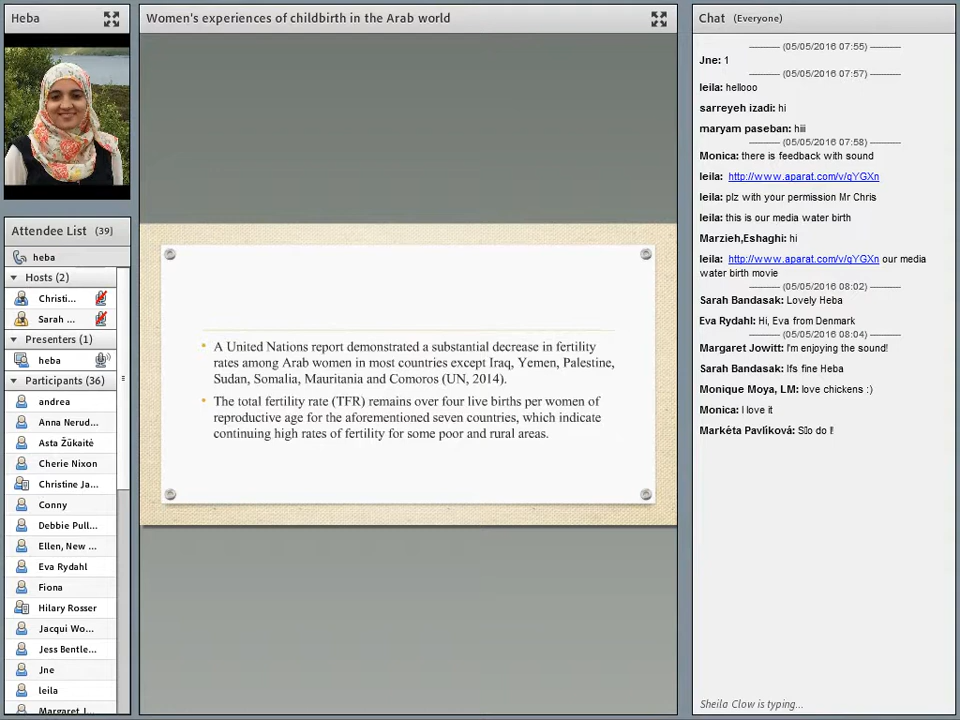 Heba
Attendee List (39)
heba
Hosts (2)
Christi...
Sarah ...
Presenters (1)
heba
Participants (36)
andrea
Anna Nerud...
Asta Žūkaitė
Cherie Nixon
Christine Ja...
Conny
Debbie Pull...
Ellen, New ...
Eva Rydahl
Fiona
Hilary Rosser
Jacqui Wo...
Jess Bentle...
Jne
leila
Margaret J...
Women's experiences of childbirth in the Arab world
• A United Nations report demonstrated a substantial decrease in fertility
rates among Arab women in most countries except Iraq, Yemen, Palestine,
Sudan, Somalia, Mauritania and Comoros (UN, 2014).
• The total fertility rate (TFR) remains over four live births per women of
reproductive age for the aforementioned seven countries, which indicate
continuing high rates of fertility for some poor and rural areas.
Chat (Everyone)
(05/05/2016 07:55)
Jne: 1
(05/05/2016 07:57)
leila: hellooo
sarreyeh izadi: hi
maryam paseban: hiii
(05/05/2016 07:58)
Monica: there is feedback with sound
leila: http://www.aparat.com/v/gYGXn
leila: plz with your permission Mr Chris
leila: this is our media water birth
Marzieh,Eshaghi: hi
leila: http://www.aparat.com/v/gYGXn our media
water birth movie
(05/05/2016 08:02)
Sarah Bandasak: Lovely Heba
Eva Rydahl: Hi, Eva from Denmark
(05/05/2016 08:04)
Margaret Jowitt: I'm enjoying the sound!
Sarah Bandasak: Ifs fine Heba
Monique Moya, LM: love chickens :)
Monica: I love it
Markéta Pavlíková: do I!
Sheila Clow is typing...